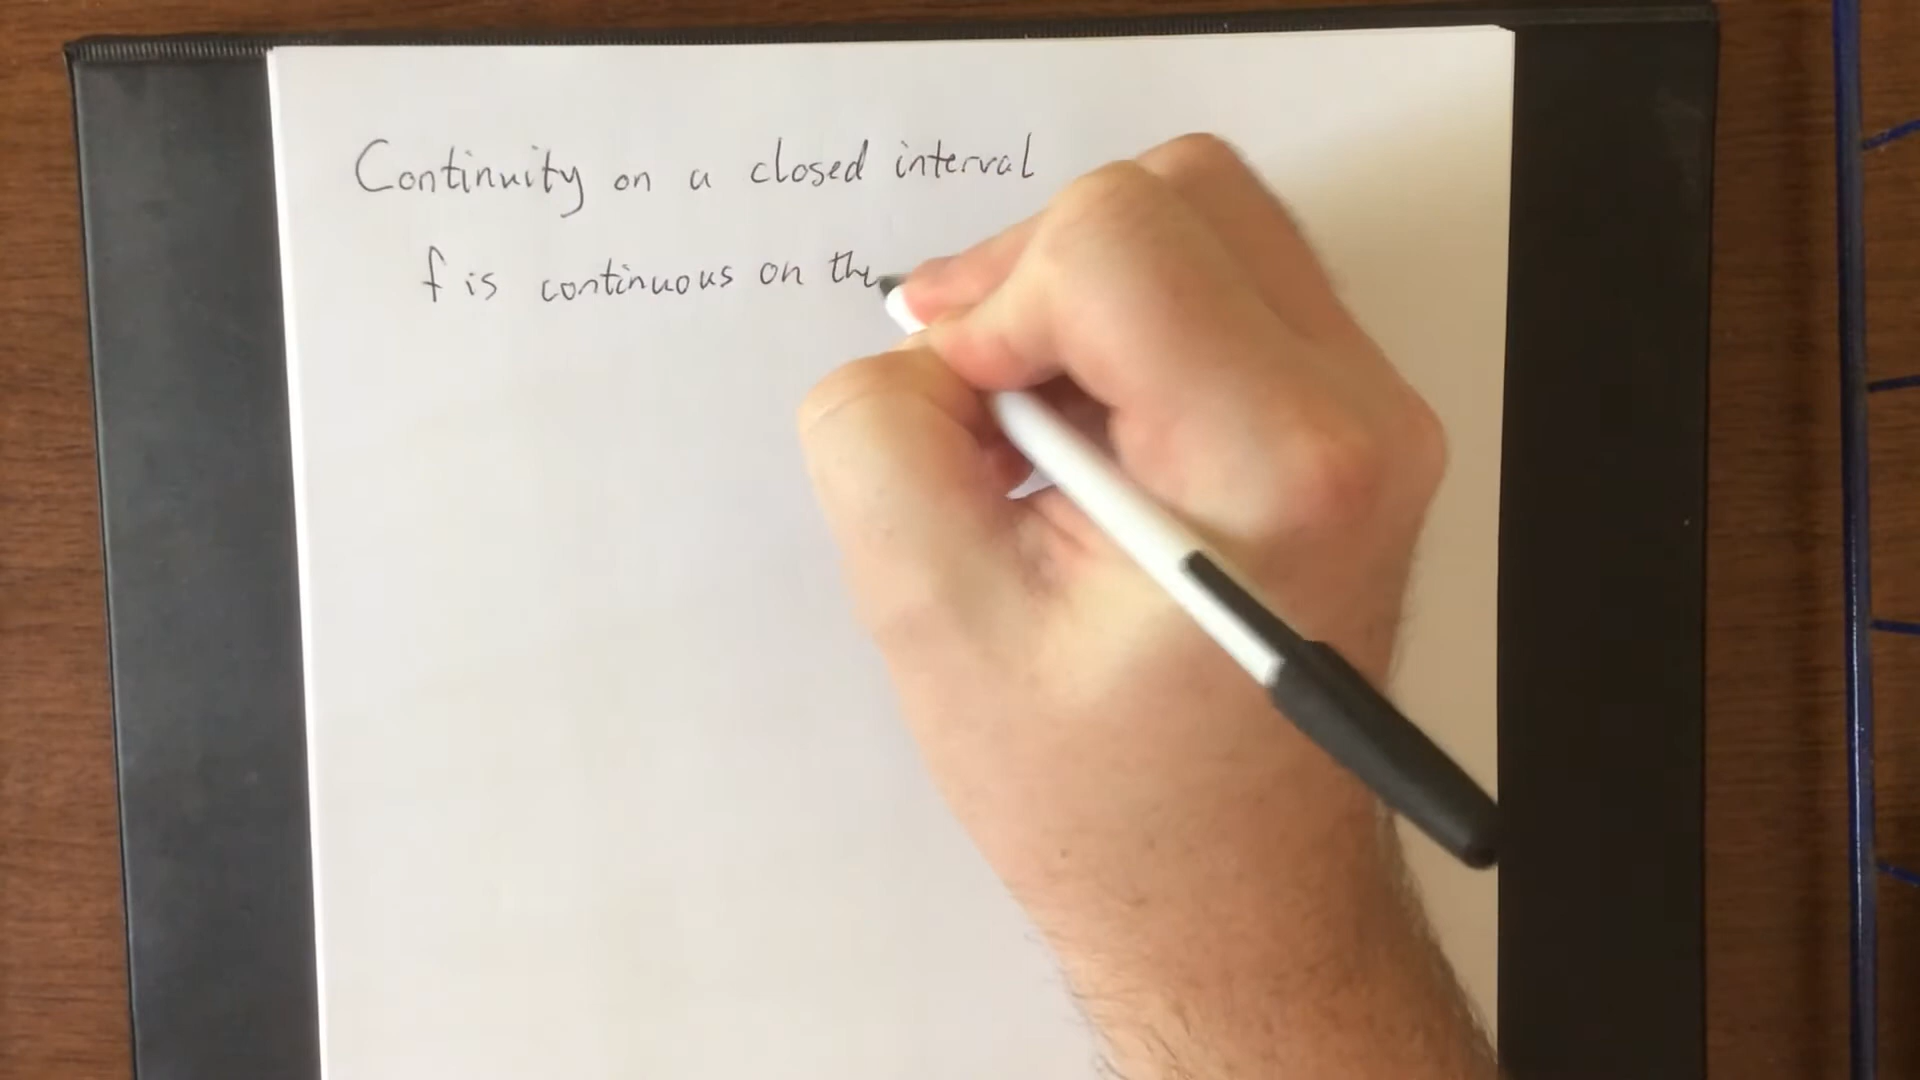 Continuity on a closed interval
f is continuous on the